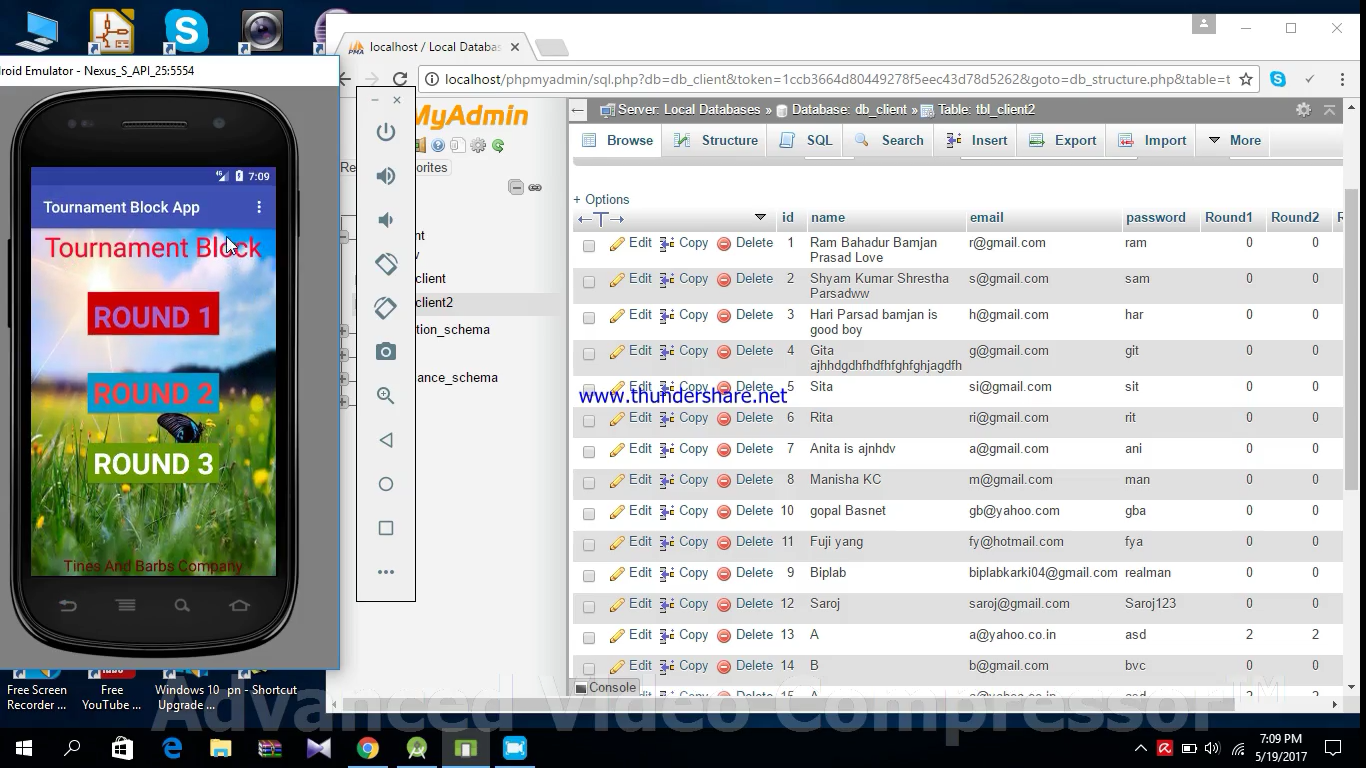 localhost / Local Databas
roid Emulator - Nexus_S_API_25:5554
localhost/phpmyadmin/sql.php?db=db_client&token=1ccb3664d80449278f5eec43d78d5262&goto=db_structure.php&table=t
MyAdmin
Server: Local Databases » Database: db_client » Table: tbl_client2
Browse Structure SQL Search Insert Export Import More
Re
vorites
nt
client
client2
tion_schema
ance_schema
7:09
Tournament Block App
Tournament Block
ROUND 1
ROUND 2
ROUND 3
Tines And Barbs Company
+ Options
←T→ id name email password Round1 Round2 R
Edit Copy Delete 1 Ram Bahadur Bamjan r@gmail.com ram 0 0
Prasad Love
Edit Copy Delete 2 Shyam Kumar Shrestha s@gmail.com sam 0 0
Parsadww
Edit Copy Delete 3 Hari Parsad bamjan is h@gmail.com har 0 0
good boy
Edit Copy Delete 4 Gita g@gmail.com git 0 0
ajhhdgdhfhdfhfghfghjagdfh
Edit Copy Delete 5 Sita si@gmail.com sit 0 0
www.thundershare.net
Edit Copy Delete 6 Rita ri@gmail.com rit 0 0
Edit Copy Delete 7 Anita is ajnhdv a@gmail.com ani 0 0
Edit Copy Delete 8 Manisha KC m@gmail.com man 0 0
Edit Copy Delete 10 gopal Basnet gb@yahoo.com gba 0 0
Edit Copy Delete 11 Fuji yang fy@hotmail.com fya 0 0
Edit Copy Delete 9 Biplab biplabkarki04@gmail.com realman 0 0
Edit Copy Delete 12 Saroj saroj@gmail.com Saroj123 0 0
Edit Copy Delete 13 A a@yahoo.co.in asd 2 2
Edit Copy Delete 14 B b@gmail.com bvc 0 0
Console
Free Screen Recorder ...
Free YouTube ...
Windows 10 Upgrade ...
pn - Shortcut
Advanced Video Compressor™
7:09 PM
5/19/2017